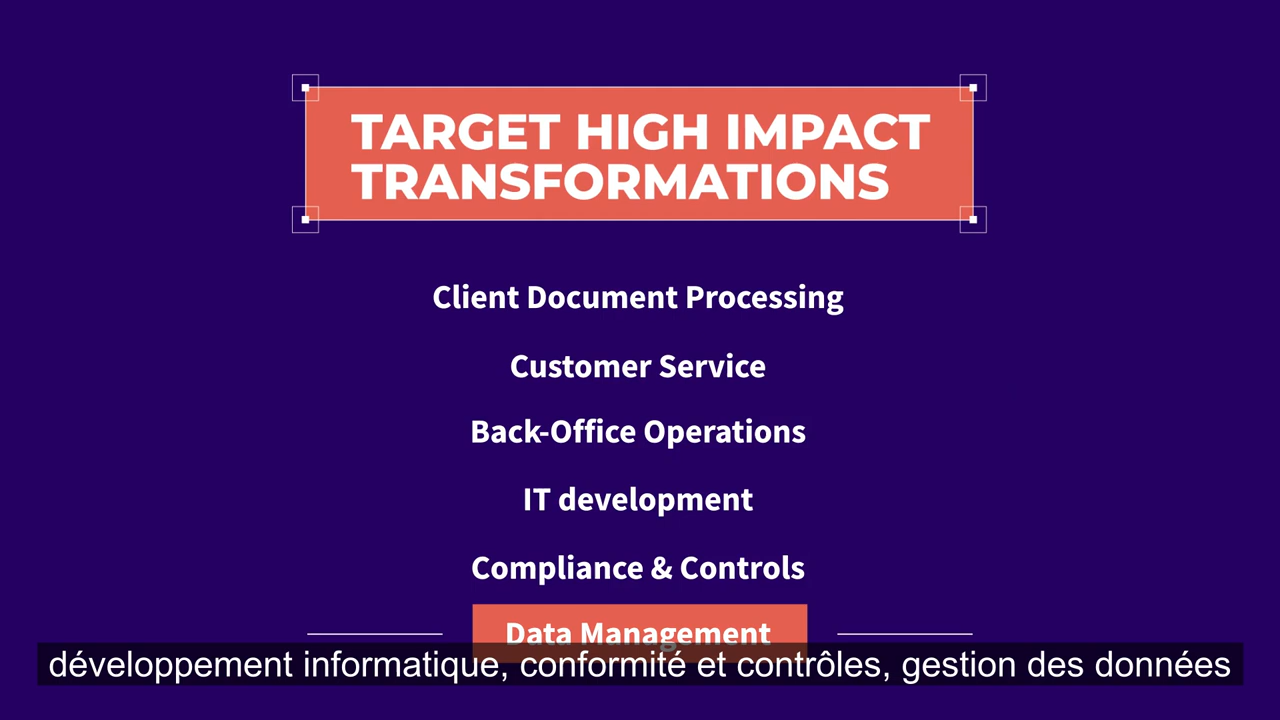 TARGET HIGH IMPACT
TRANSFORMATIONS
Client Document Processing
Customer Service
Back-Office Operations
IT development
Compliance & Controls
Data Management
développement informatique, conformité et contrôles, gestion des données